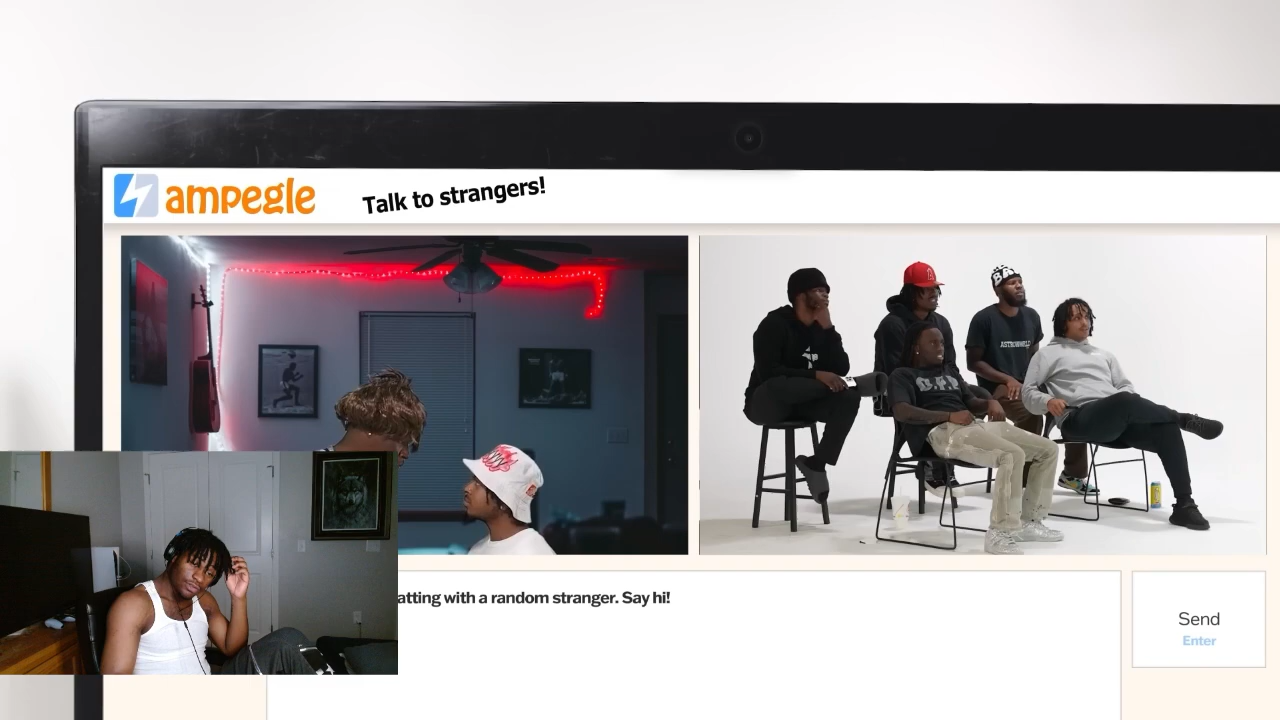 ampegle
Talk to strangers!
atting with a random stranger. Say hi!
Send
Enter